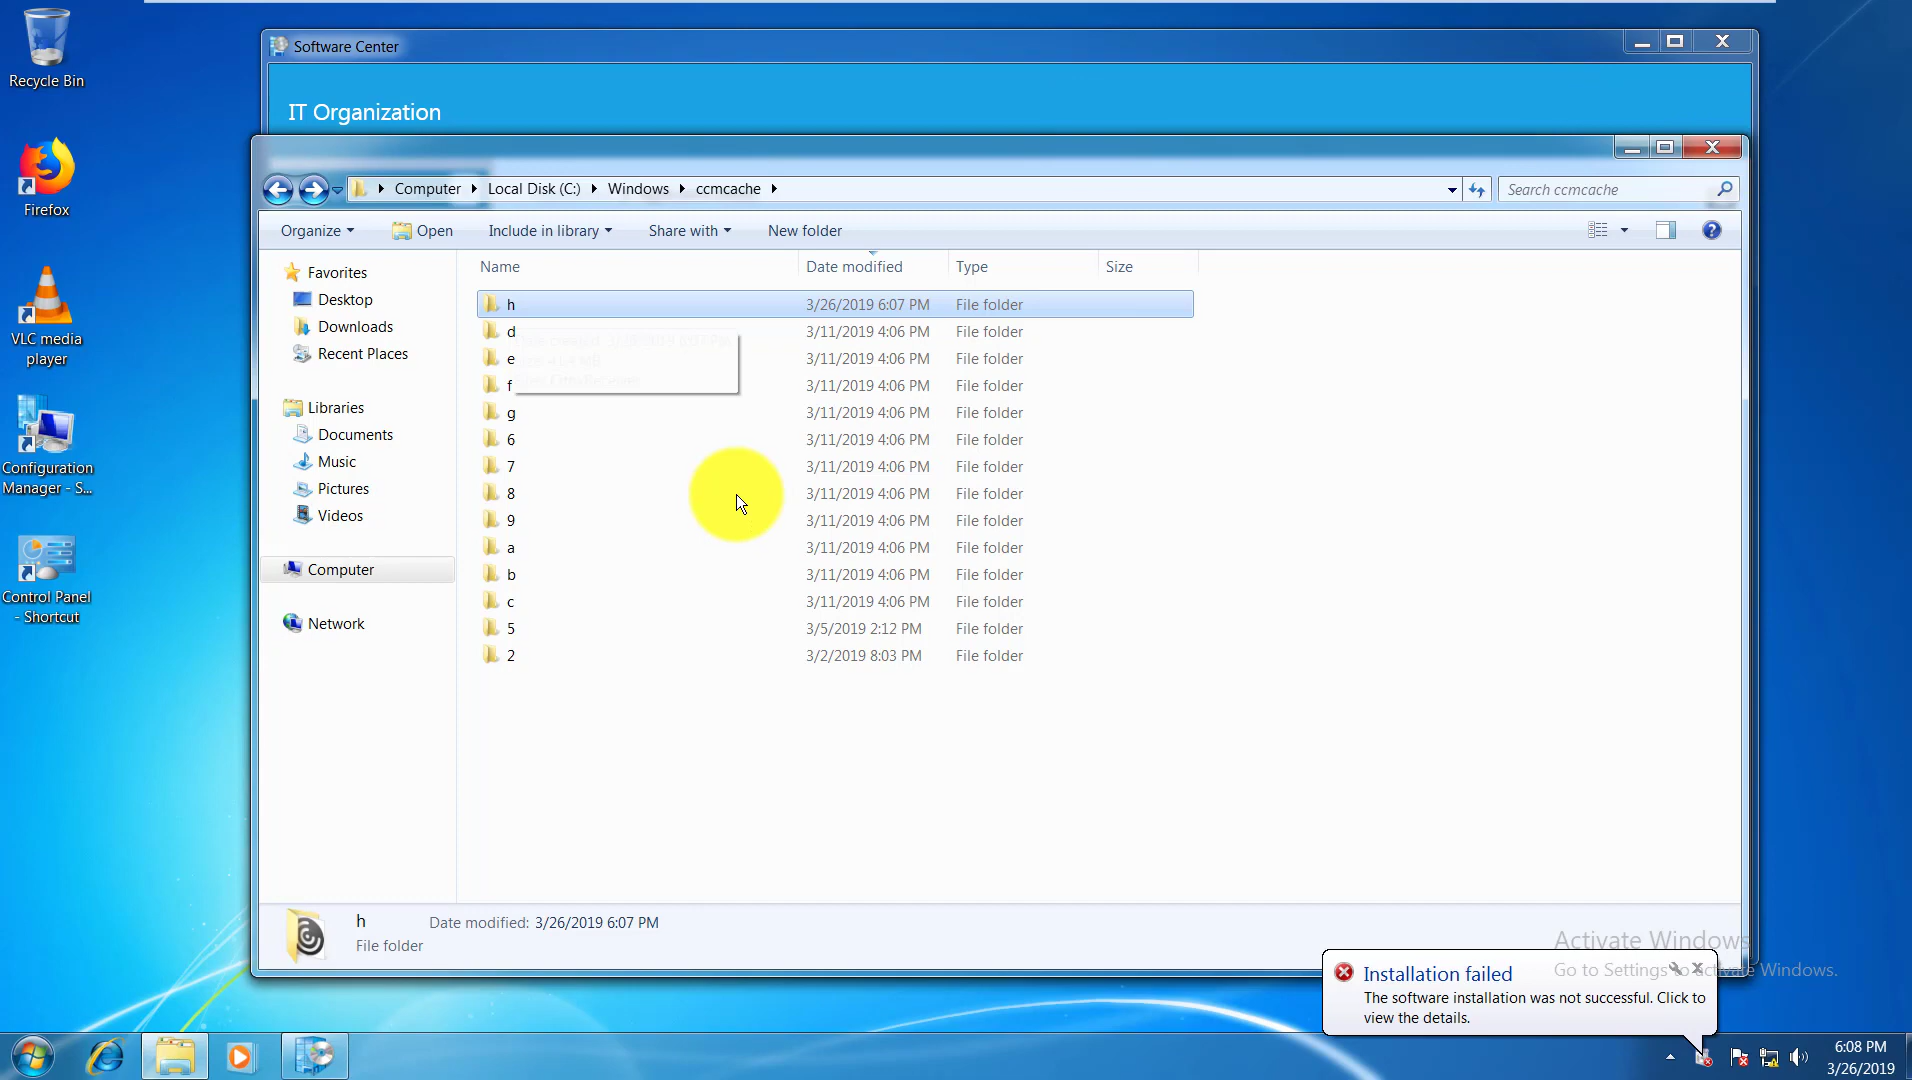 Recycle Bin
Firefox
VLC media
player
Configuration
Manager - S...
Control Panel
- Shortcut
Software Center
IT Organization
Computer
Local Disk (C:)
Windows
ccmcache
Search ccmcache
Organize
Open
Include in library
Share with
New folder
Favorites
Desktop
Downloads
Recent Places
Libraries
Documents
Music
Pictures
Videos
Computer
Network
Name Date modified Type Size
h 3/26/2019 6:07 PM File folder
d 3/11/2019 4:06 PM File folder
e 3/11/2019 4:06 PM File folder
f 3/11/2019 4:06 PM File folder
g 3/11/2019 4:06 PM File folder
6 3/11/2019 4:06 PM File folder
7 3/11/2019 4:06 PM File folder
8 3/11/2019 4:06 PM File folder
9 3/11/2019 4:06 PM File folder
a 3/11/2019 4:06 PM File folder
b 3/11/2019 4:06 PM File folder
c 3/11/2019 4:06 PM File folder
5 3/5/2019 2:12 PM File folder
2 3/2/2019 8:03 PM File folder
h Date modified: 3/26/2019 6:07 PM
File folder
Activate Windows
Go to Settings to activate Windows.
Installation failed
The software installation was not successful. Click to
view the details.
6:08 PM
3/26/2019